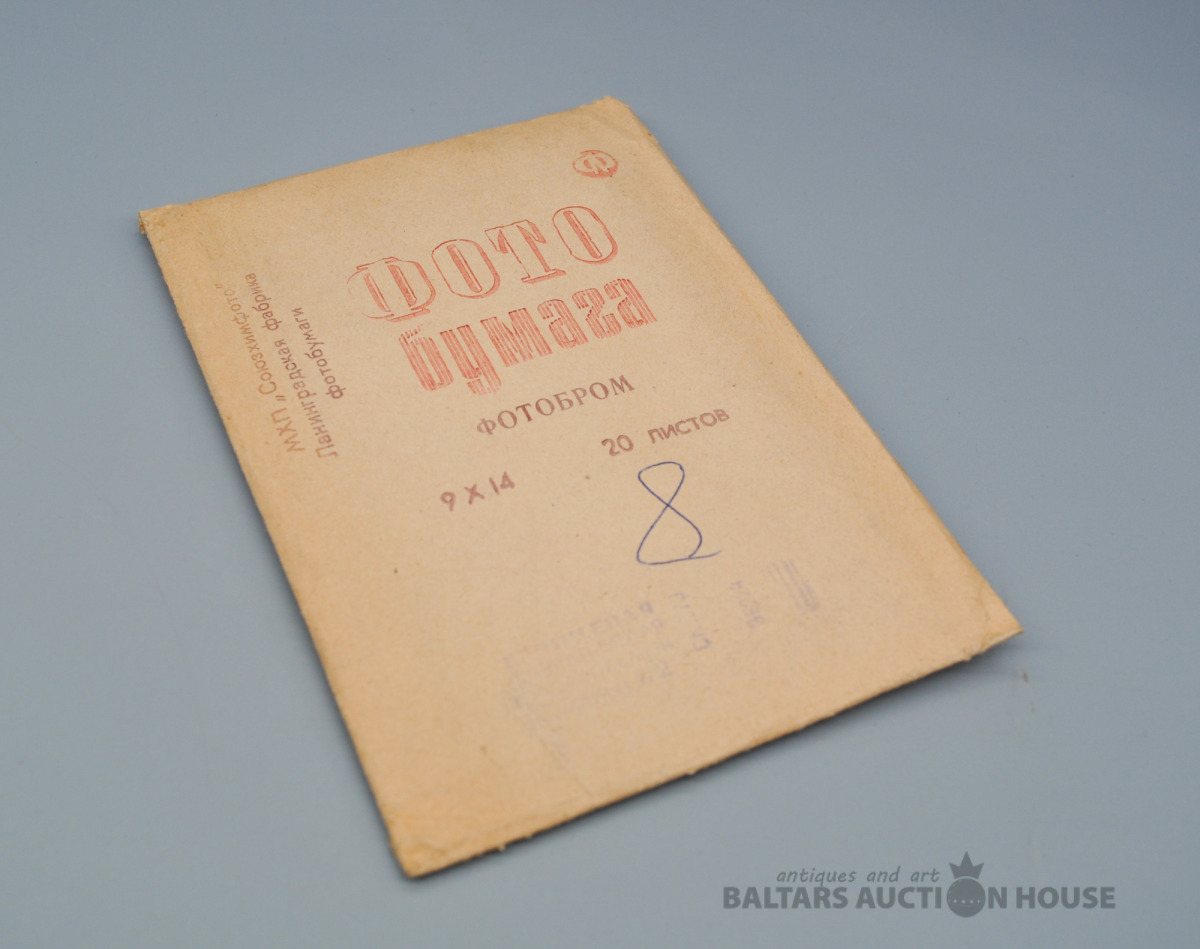 Ф
ФОТО
бумага
ФОТОБРОМ
9 X 14
20 листов
8
МХП „Союзхимфото"
Ленинградская фабрика
фотобумаги
antiques and art
BALTARS AUCTION HOUSE